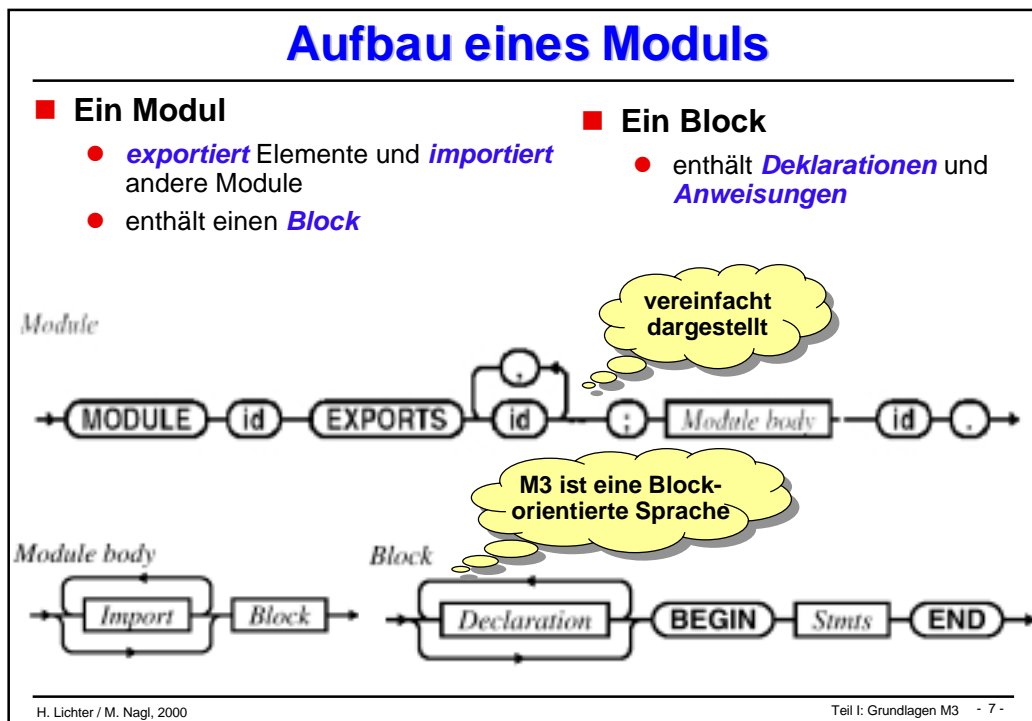 Aufbau eines Moduls
Ein Modul
exportiert Elemente und importiert
andere Module
enthält einen Block
Ein Block
enthält Deklarationen und
Anweisungen
vereinfacht
dargestellt
Module
,
MODULE id EXPORTS id ; Module body id .
M3 ist eine Block-
orientierte Sprache
Module body
Import Block
Block
Declaration BEGIN Stmts END
H. Lichter / M. Nagl, 2000
Teil I: Grundlagen M3 - 7 -